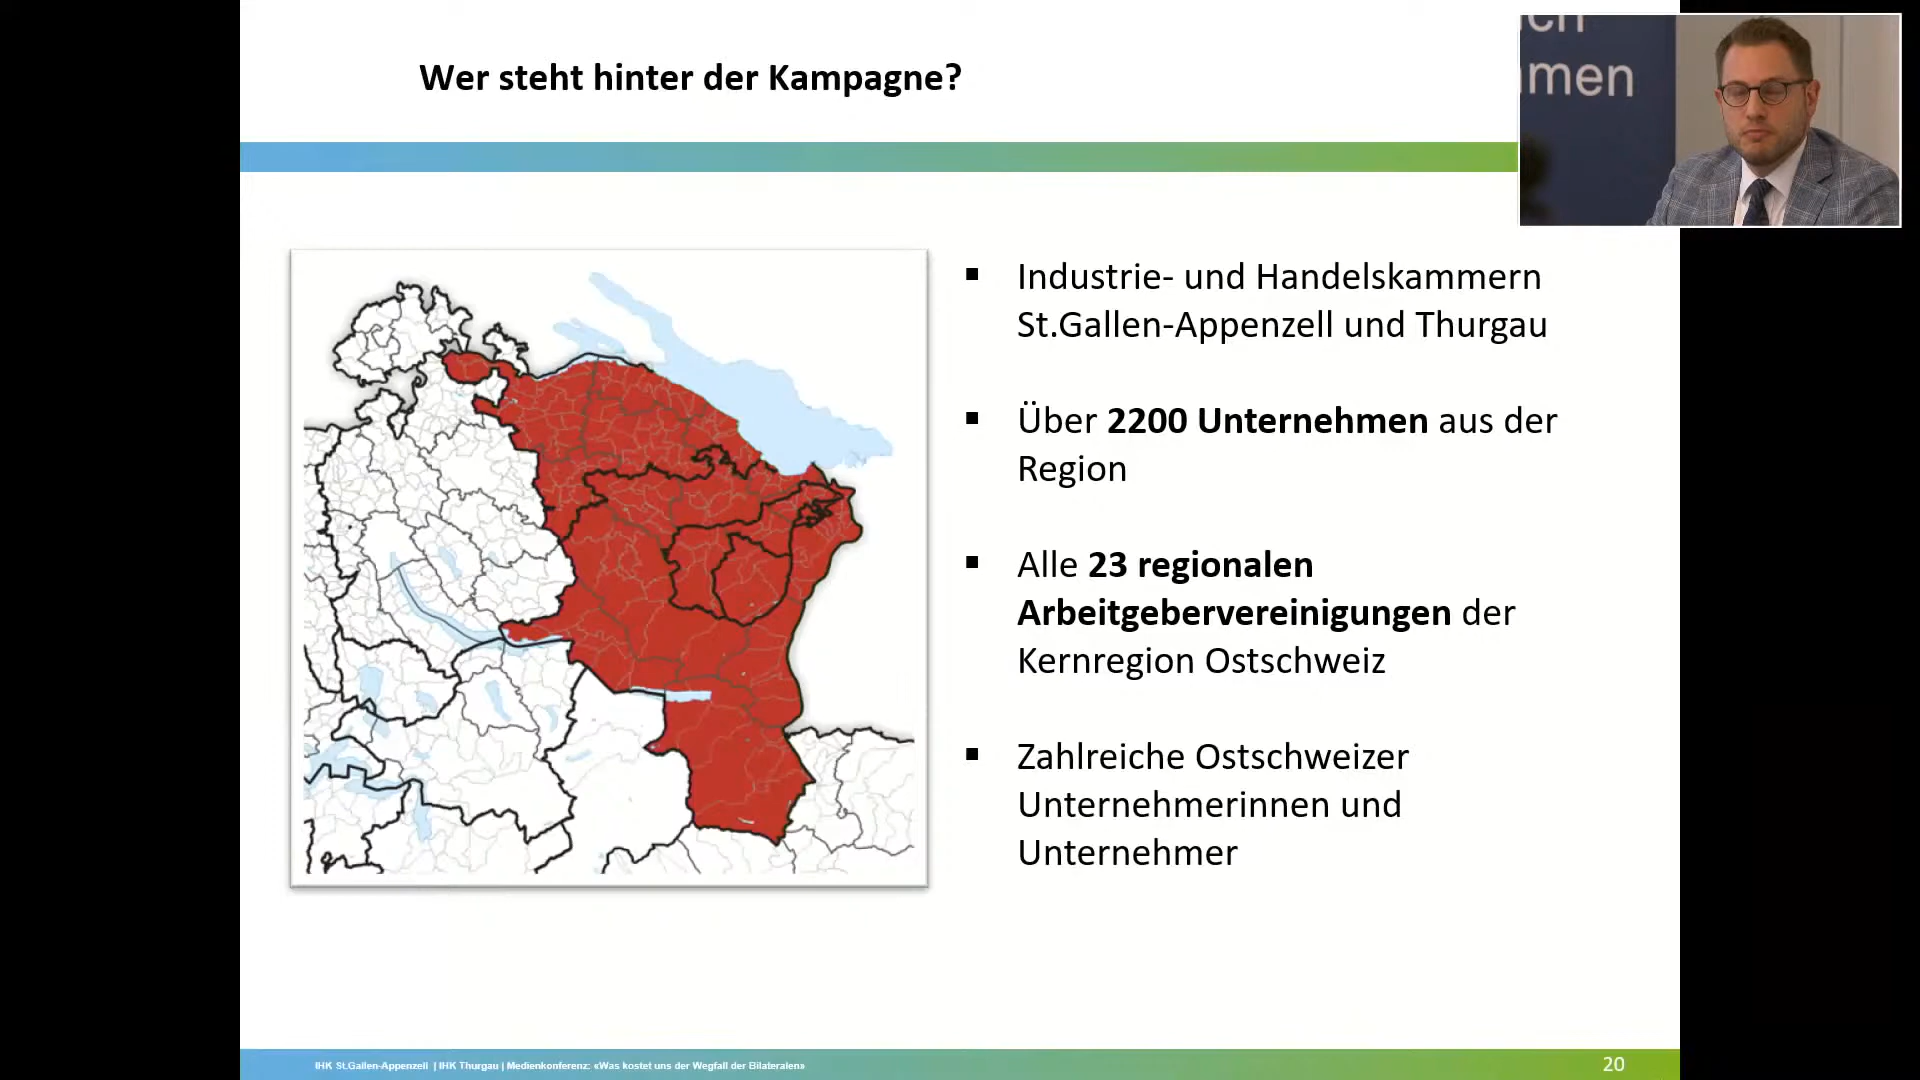 Wer steht hinter der Kampagne?
men
▪ Industrie- und Handelskammern
St.Gallen-Appenzell und Thurgau
▪ Über 2200 Unternehmen aus der
Region
▪ Alle 23 regionalen
Arbeitgebervereinigungen der
Kernregion Ostschweiz
▪ Zahlreiche Ostschweizer
Unternehmerinnen und
Unternehmer
IHK St.Gallen-Appenzell | IHK Thurgau | Medienkonferenz: «Was kostet uns der Wegfall der Bilateralen»
20